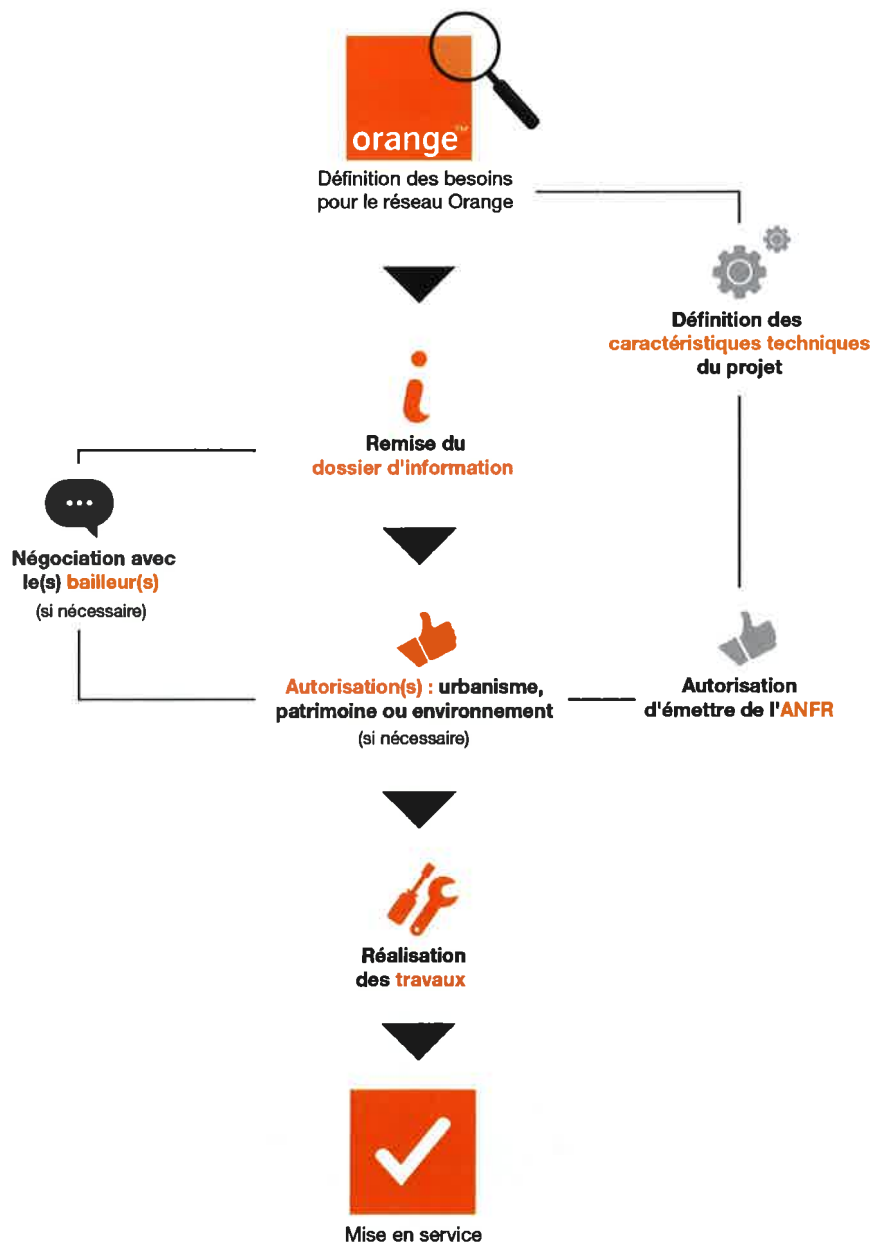 orange™
Définition des besoins
pour le réseau Orange
Définition des
caractéristiques techniques
du projet
Remise du
dossier d'information
Négociation avec
le(s) bailleur(s)
(si nécessaire)
Autorisation(s) : urbanisme,
patrimoine ou environnement
(si nécessaire)
Autorisation
d'émettre de l'ANFR
Réalisation
des travaux
Mise en service